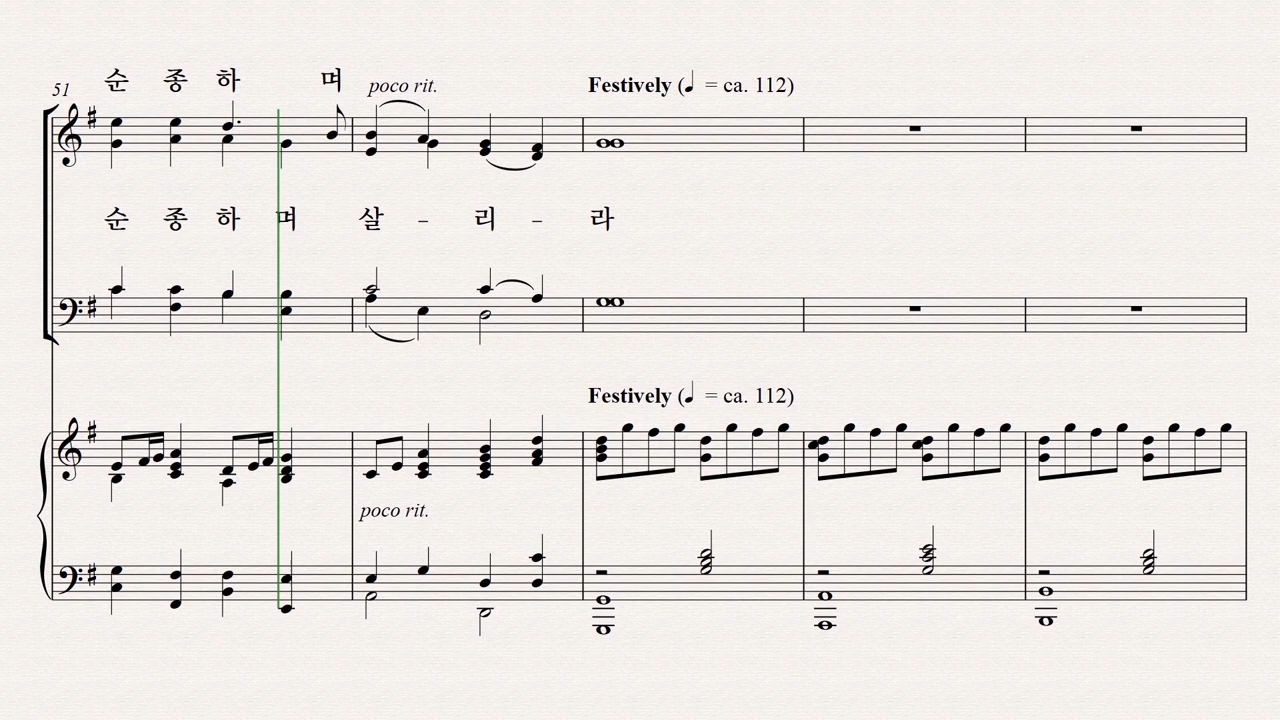 순 종 하 며
51 poco rit. Festively (♩ = ca. 112)
순 종 하 며 살 - 리 - 라
Festively (♩ = ca. 112)
poco rit.